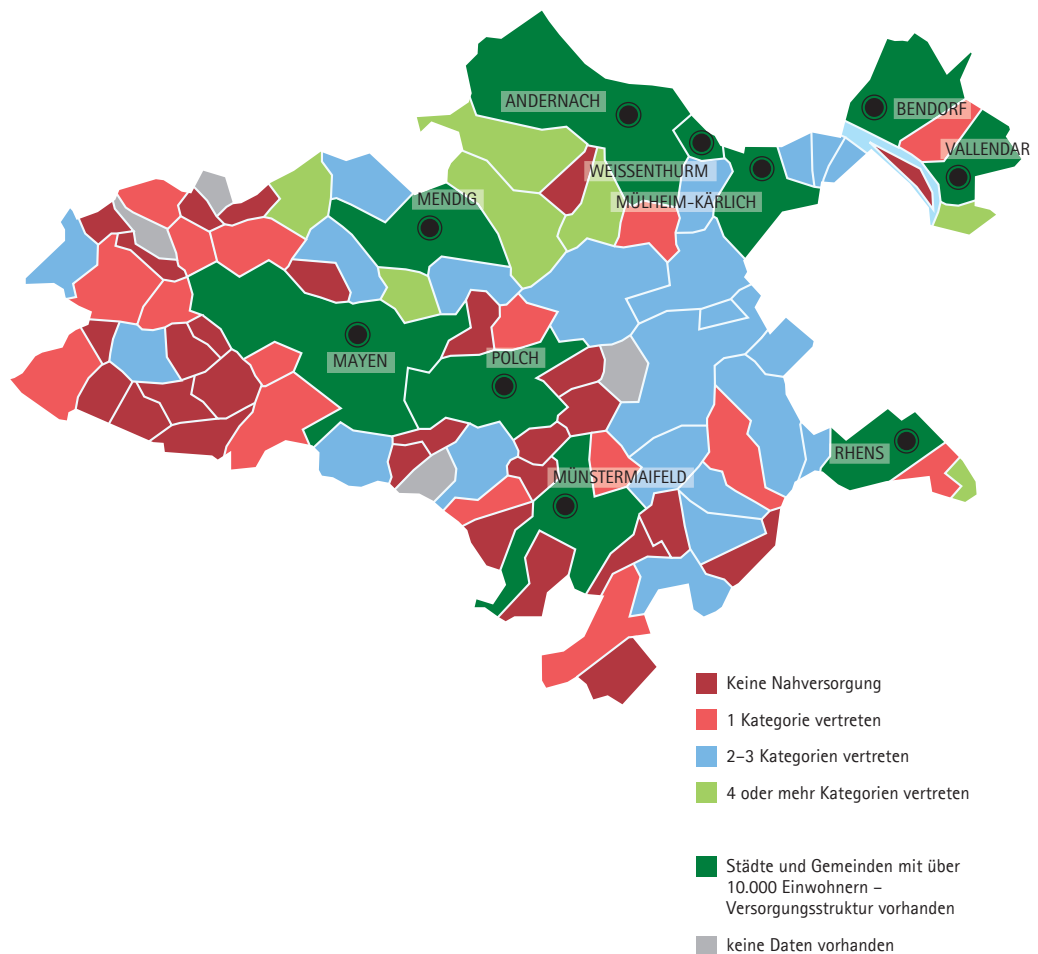 ANDERNACH
BENDORF
VALLENDAR
WEISSENTHURM
MENDIG
MÜLHEIM-KÄRLICH
MAYEN
POLCH
RHENS
MÜNSTERMAIFELD
Keine Nahversorgung
1 Kategorie vertreten
2–3 Kategorien vertreten
4 oder mehr Kategorien vertreten
Städte und Gemeinden mit über
10.000 Einwohnern –
Versorgungsstruktur vorhanden
keine Daten vorhanden